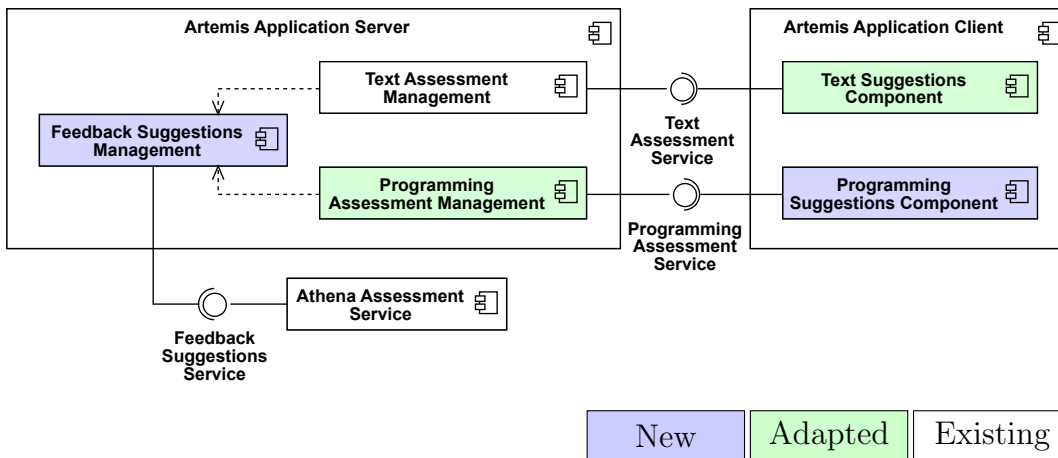 Artemis Application Server
Artemis Application Client
Text Assessment
Management
Text Suggestions
Component
Text
Assessment
Service
Feedback Suggestions
Management
Programming
Assessment Management
Programming
Suggestions Component
Programming
Assessment
Service
Athena Assessment
Service
Feedback
Suggestions
Service
New
Adapted
Existing